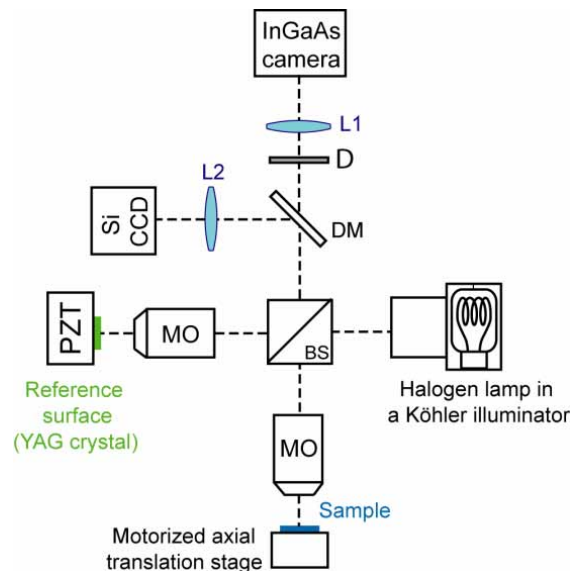 InGaAs
camera
L1
D
L2
Si
CCD
DM
PZT
MO
BS
Reference
surface
(YAG crystal)
Halogen lamp in
a Köhler illuminator
MO
Sample
Motorized axial
translation stage